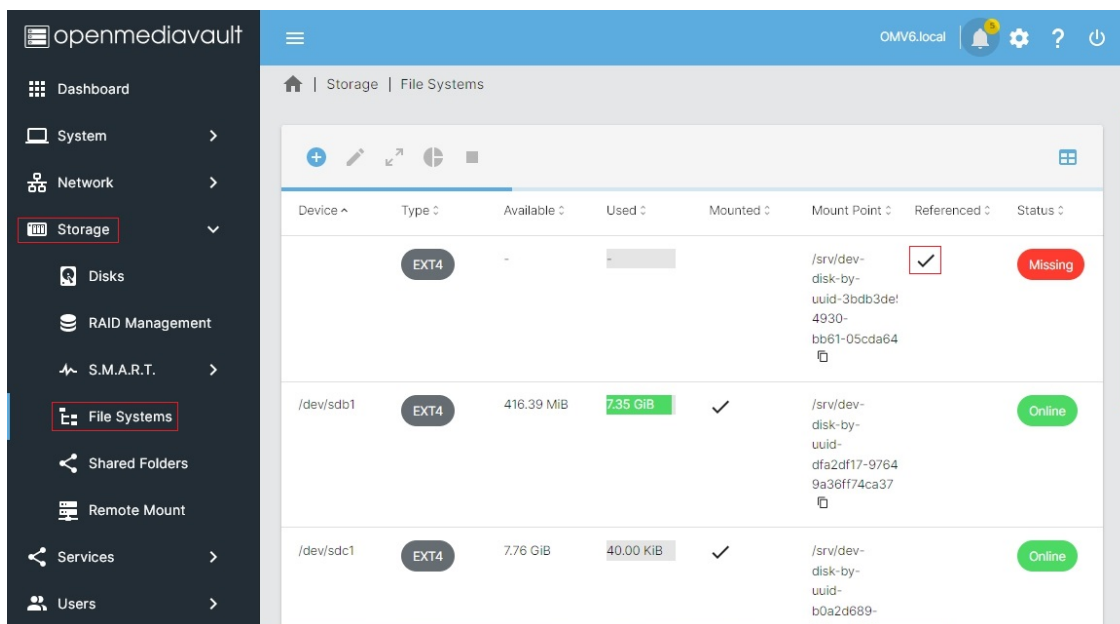 openmediavault
OMV6.local
5
?
Dashboard
| Storage | File Systems
System
Network
Storage
Disks
RAID Management
S.M.A.R.T.
File Systems
Shared Folders
Remote Mount
Services
Users
Device Type Available Used Mounted Mount Point Referenced Status
EXT4 - - /srv/dev- Missing
disk-by-
uuid-3bdb3de
4930-
bb61-05cda64
/dev/sdb1 EXT4 416.39 MiB 7.35 GiB /srv/dev- Online
disk-by-
uuid-
dfa2df17-9764
9a36ff74ca37
/dev/sdc1 EXT4 7.76 GiB 40.00 KiB /srv/dev- Online
disk-by-
uuid-
b0a2d689-